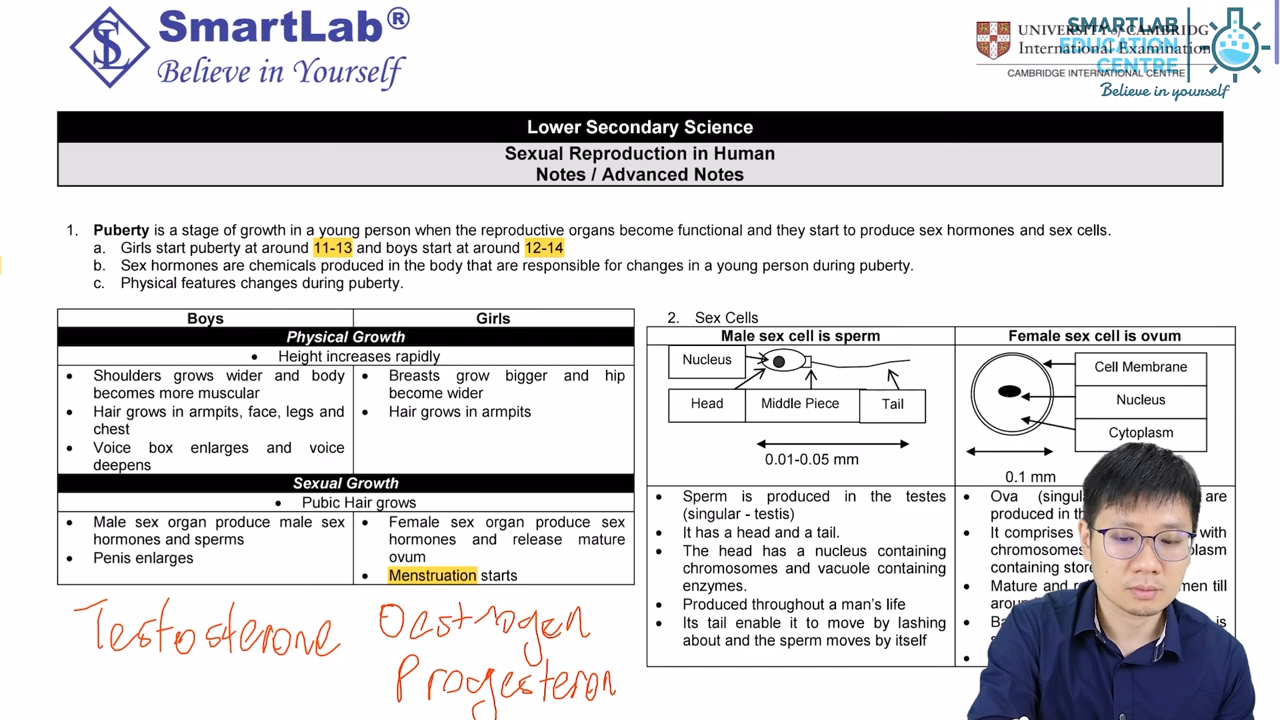 SmartLab®
Believe in Yourself
UNIVERSITY of CAMBRIDG
International Examination
CAMBRIDGE INTERNATIONAL CENTRE
SMARTLAB
EDUCATION
CENTRE
Believe in yourself
Lower Secondary Science
Sexual Reproduction in Human
Notes / Advanced Notes
1. Puberty is a stage of growth in a young person when the reproductive organs become functional and they start to produce sex hormones and sex cells.
a. Girls start puberty at around 11-13 and boys start at around 12-14
b. Sex hormones are chemicals produced in the body that are responsible for changes in a young person during puberty.
c. Physical features changes during puberty.
Boys
Girls
Physical Growth
• Height increases rapidly
• Shoulders grows wider and body
becomes more muscular
• Hair grows in armpits, face, legs and
chest
• Voice box enlarges and voice
deepens
• Breasts grow bigger and hip
become wider
• Hair grows in armpits
Sexual Growth
• Pubic Hair grows
• Male sex organ produce male sex
hormones and sperms
• Penis enlarges
• Female sex organ produce sex
hormones and release mature
ovum
• Menstruation starts
Testosterone
Oestrogen
Progesteron
2. Sex Cells
Male sex cell is sperm
Nucleus
Head
Middle Piece
Tail
0.01-0.05 mm
• Sperm is produced in the testes
(singular - testis)
• It has a head and a tail.
• The head has a nucleus containing
chromosomes and vacuole containing
enzymes.
• Produced throughout a man's life
• Its tail enable it to move by lashing
about and the sperm moves by itself
Female sex cell is ovum
Cell Membrane
Nucleus
Cytoplasm
0.1 mm
• Ova are
produced in
• It comprises with
chromosomes
containing
• Mature and till
is